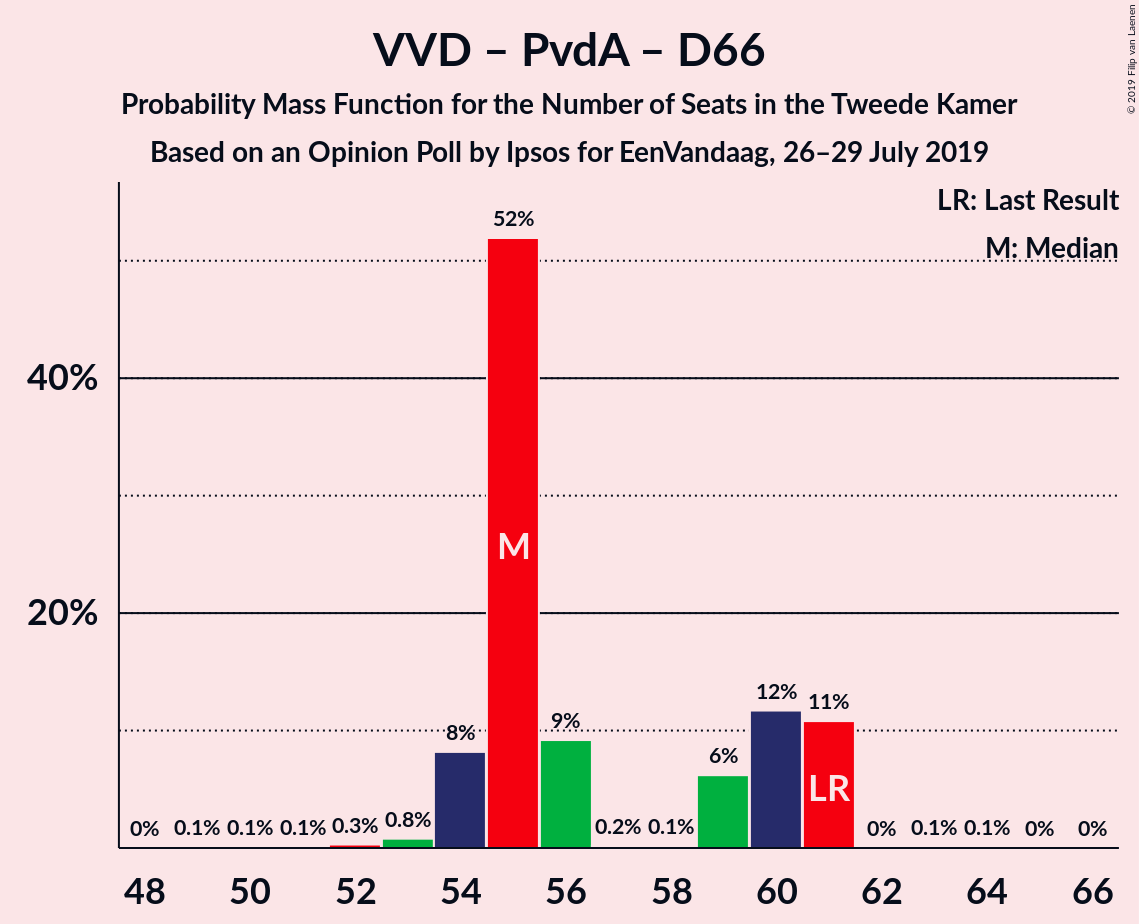 VVD – PvdA – D66
Probability Mass Function for the Number of Seats in the Tweede Kamer
Based on an Opinion Poll by Ipsos for EenVandaag, 26–29 July 2019
© 2019 Filip van Laenen
LR: Last Result
M: Median
40%
20%
0%
0.1%
0.1%
0.1%
0.3%
0.8%
8%
52%
9%
0.2%
0.1%
6%
12%
11%
0%
0.1%
0.1%
0%
0%
M
LR
48 50 52 54 56 58 60 62 64 66